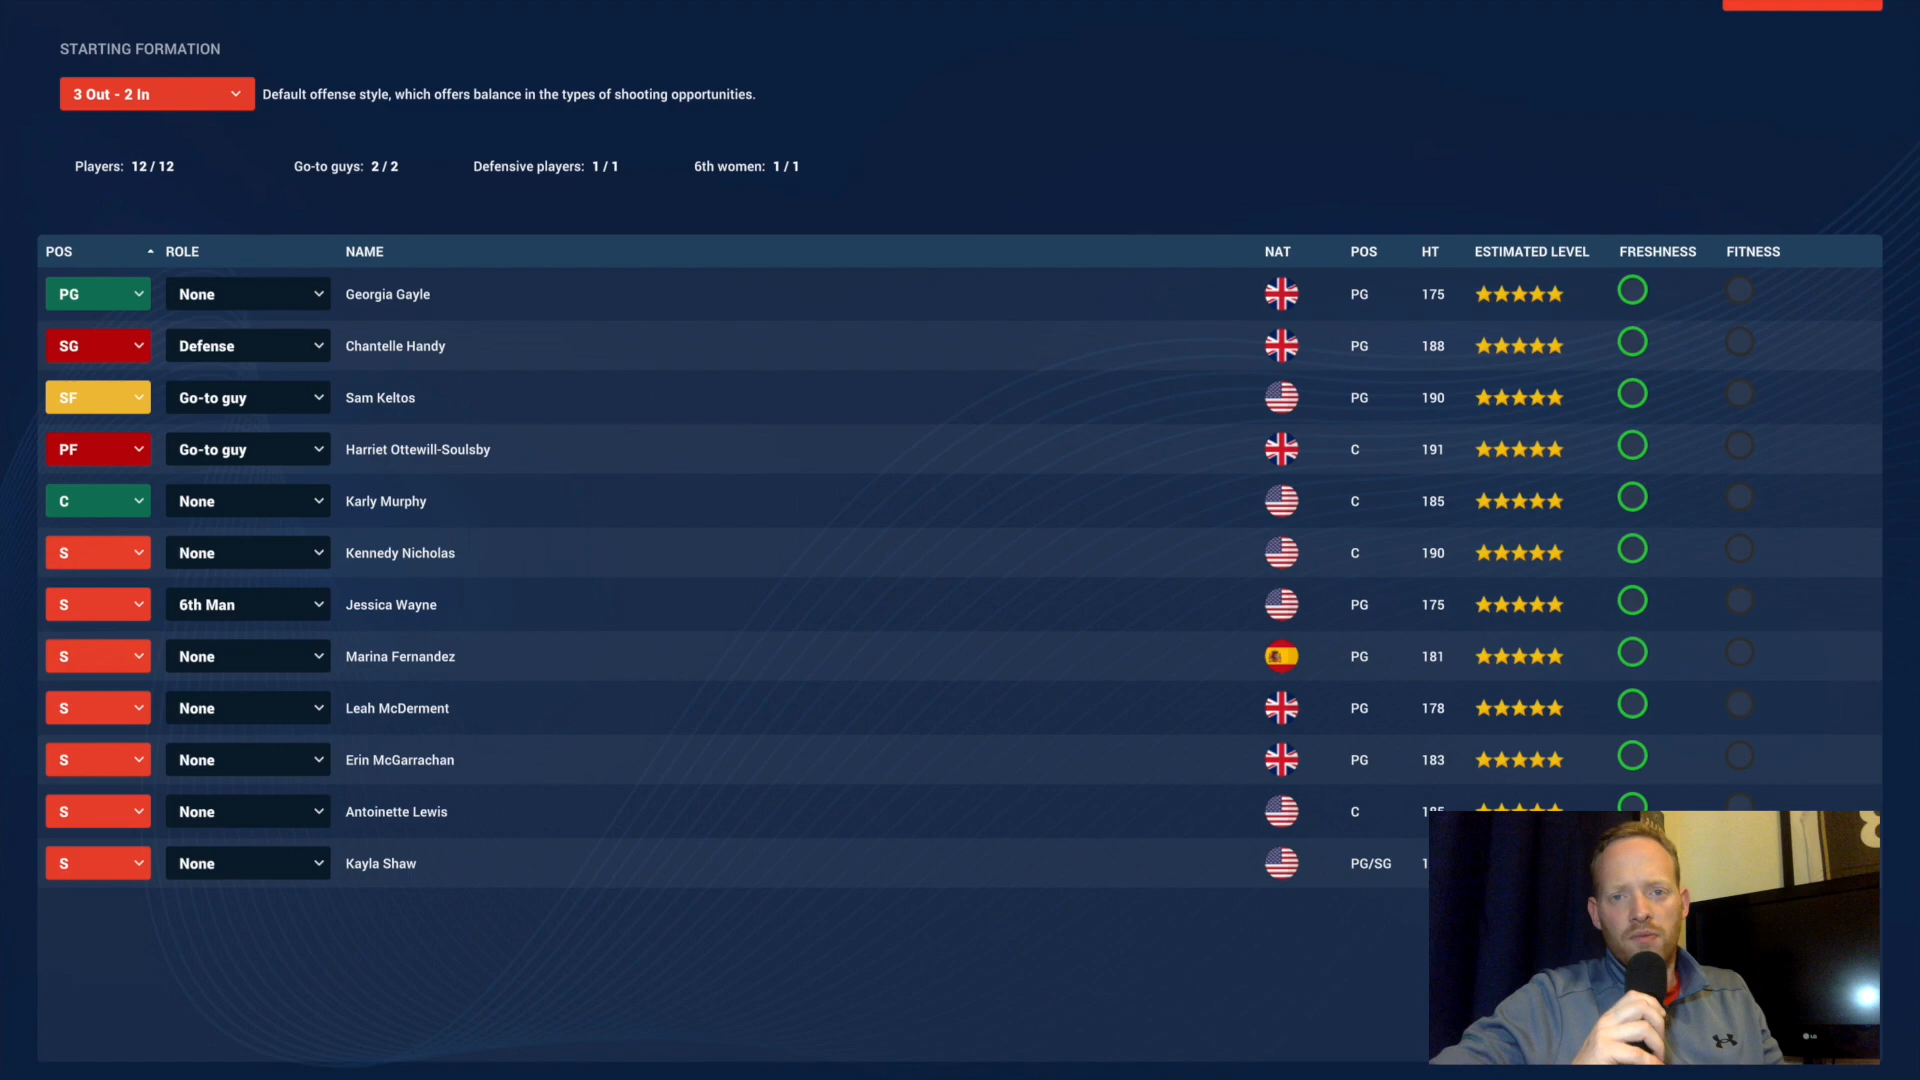 STARTING FORMATION
3 Out - 2 In Default offense style, which offers balance in the types of shooting opportunities.
Players: 12 / 12 Go-to guys: 2 / 2 Defensive players: 1 / 1 6th women: 1 / 1
POS ROLE NAME NAT POS HT ESTIMATED LEVEL FRESHNESS FITNESS
PG None Georgia Gayle PG 175
SG Defense Chantelle Handy PG 188
SF Go-to guy Sam Keltos PG 190
PF Go-to guy Harriet Ottewill-Soulsby C 191
C None Karly Murphy C 185
S None Kennedy Nicholas C 190
S 6th Man Jessica Wayne PG 175
S None Marina Fernandez PG 181
S None Leah McDerment PG 178
S None Erin McGarrachan PG 183
S None Antoinette Lewis C
S None Kayla Shaw PG/SG
LG